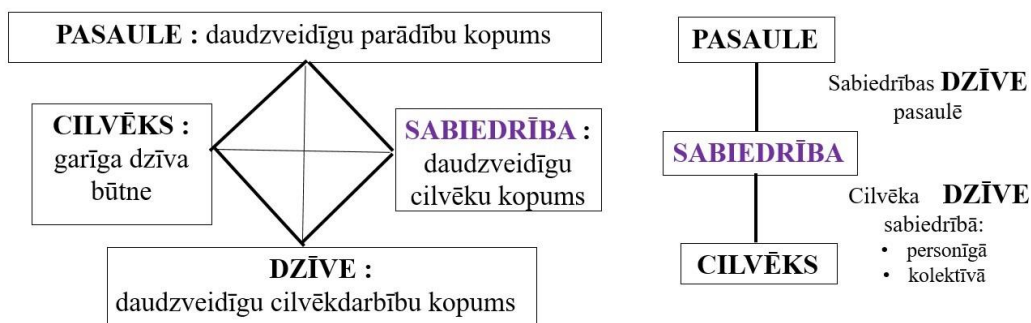 PASAULE : daudzveidīgu parādību kopums
CILVĒKS :
garīga dzīva
būtne
SABIEDRĪBA :
daudzveidīgu
cilvēku kopums
DZĪVE :
daudzveidīgu cilvēkdarbību kopums
PASAULE
Sabiedrības DZĪVE
pasaulē
SABIEDRĪBA
Cilvēka DZĪVE
sabiedrībā:
• personīgā
• kolektīvā
CILVĒKS